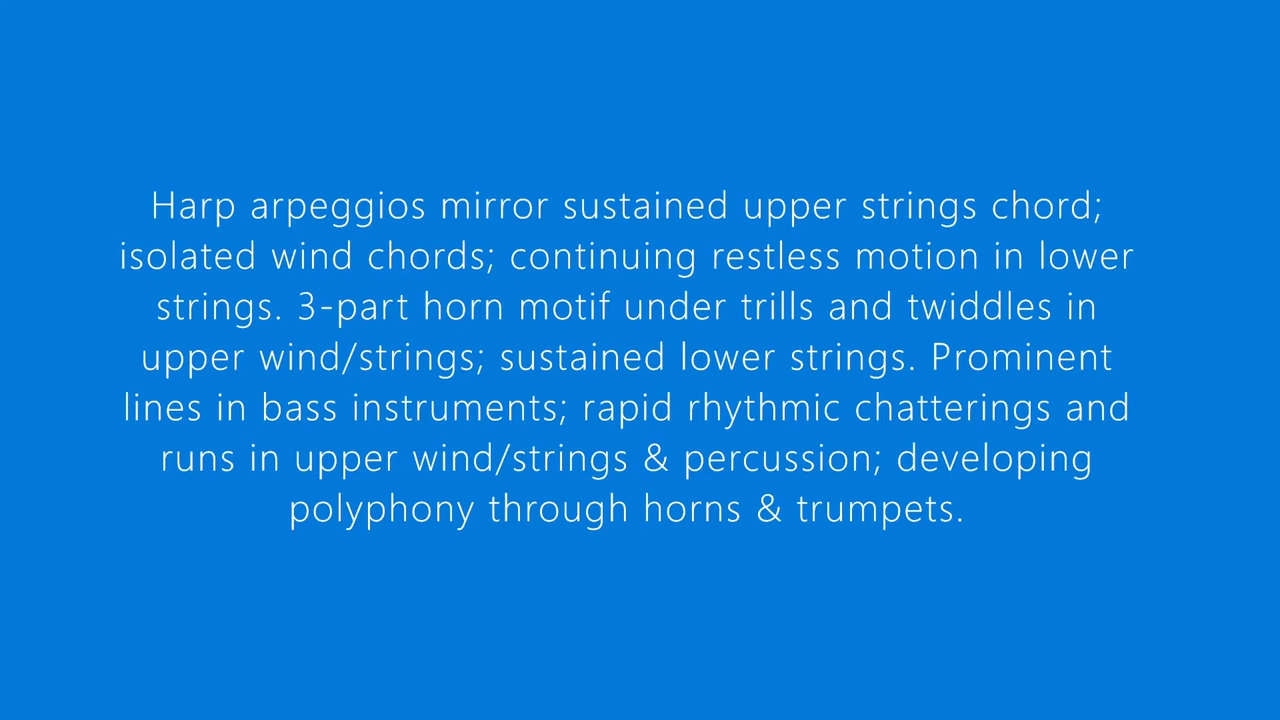 Harp arpeggios mirror sustained upper strings chord;
isolated wind chords; continuing restless motion in lower
strings. 3-part horn motif under trills and twiddles in
upper wind/strings; sustained lower strings. Prominent
lines in bass instruments; rapid rhythmic chatterings and
runs in upper wind/strings & percussion; developing
polyphony through horns & trumpets.